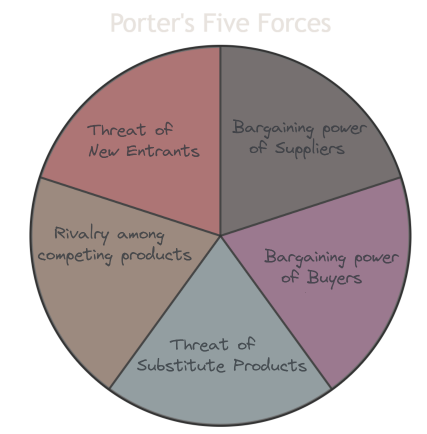 Porter's Five Forces
Threat of
New Entrants
Bargaining power
of Suppliers
Rivalry among
competing products
Bargaining power
of Buyers
Threat of
Substitute Products